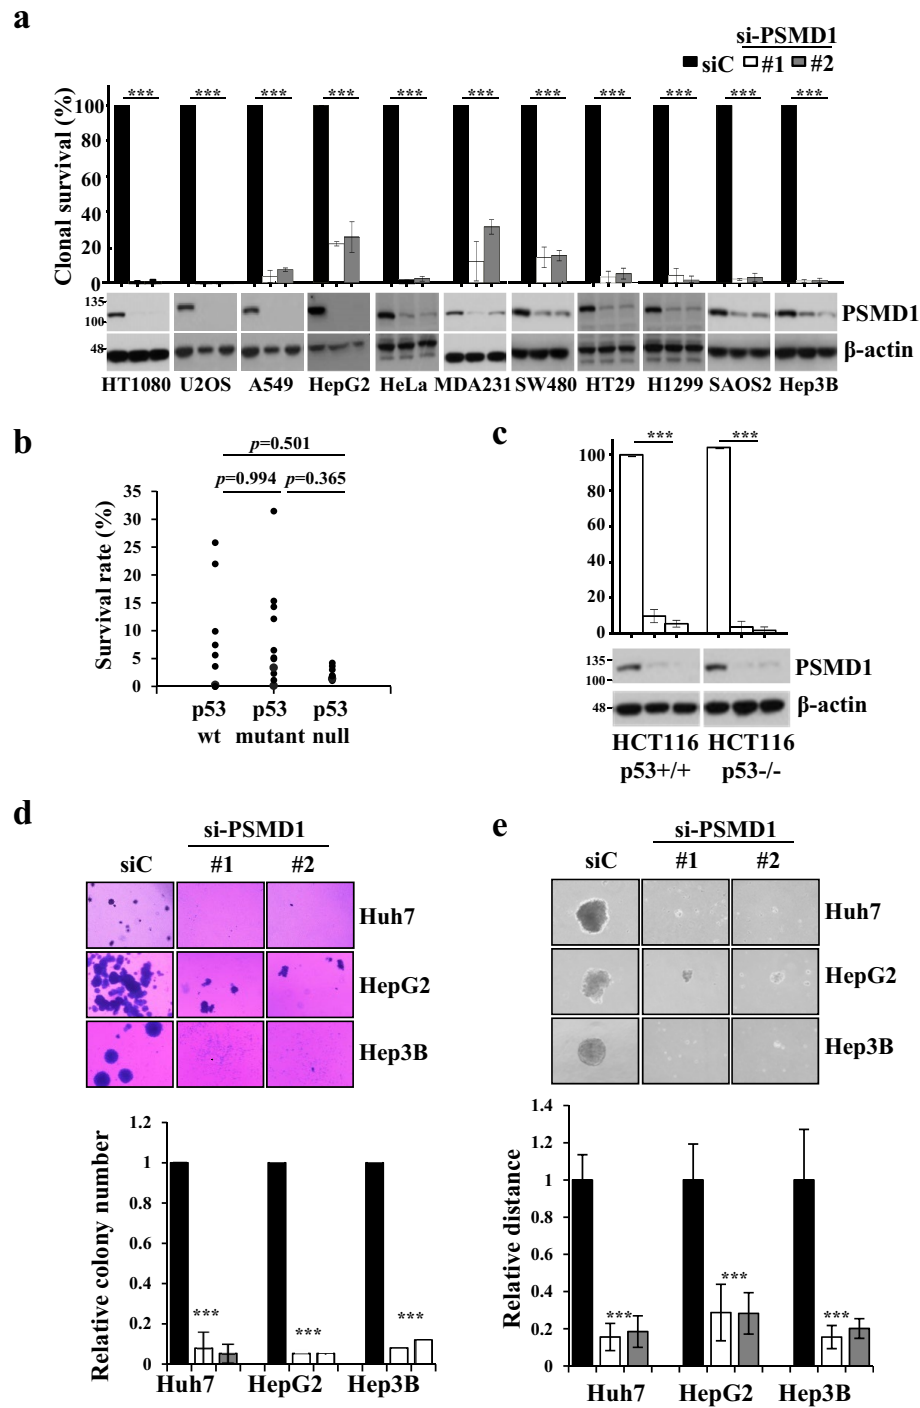 a
si-PSMD1
siC #1 #2
*** *** *** *** *** *** *** *** *** *** ***
Clonal survival (%)
100
80
60
40
20
0
135
100
PSMD1
48
β-actin
HT1080 U2OS A549 HepG2 HeLa MDA231 SW480 HT29 H1299 SAOS2 Hep3B
b
p=0.501
p=0.994 p=0.365
Survival rate (%)
35
30
25
20
15
10
5
0
p53 p53 p53
wt mutant null
c
*** ***
100
80
60
40
20
0
135
100
PSMD1
48
β-actin
HCT116 HCT116
p53+/+ p53-/-
d
si-PSMD1
siC #1 #2
Huh7
HepG2
Hep3B
Relative colony number
1.2
1
0.8
0.6
0.4
0.2
0
*** *** ***
Huh7 HepG2 Hep3B
e
si-PSMD1
siC #1 #2
Huh7
HepG2
Hep3B
Relative distance
1.4
1.2
1
0.8
0.6
0.4
0.2
0
*** *** ***
Huh7 HepG2 Hep3B